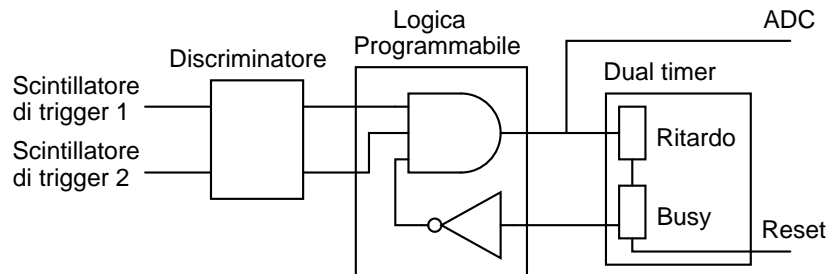 Logica
Programmabile
ADC
Discriminatore
Dual timer
Scintillatore
di trigger 1
Scintillatore
di trigger 2
Ritardo
Busy
Reset